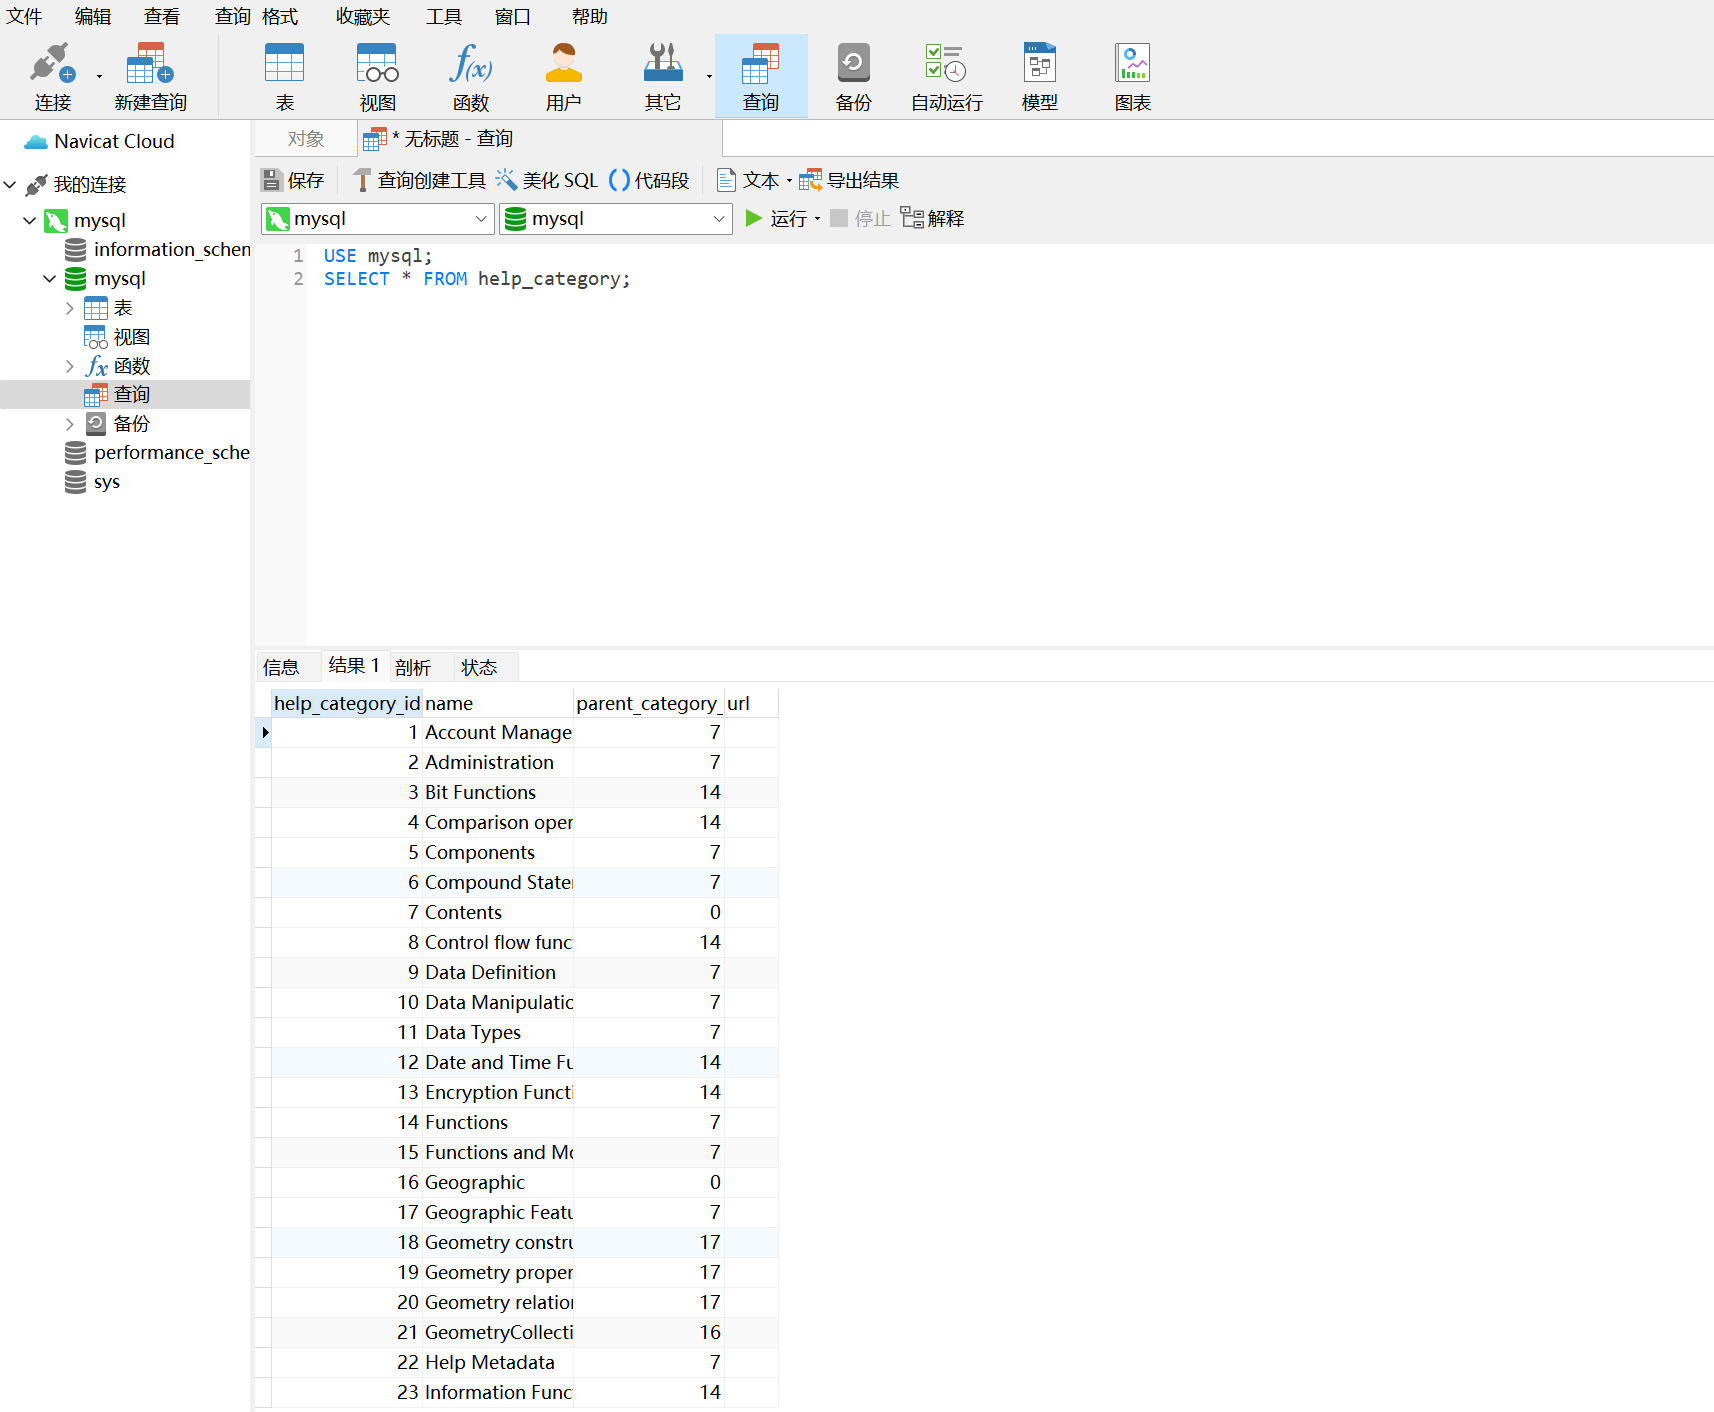 文件 编辑 查看 查询 格式 收藏夹 工具 窗口 帮助
连接 新建查询 表 视图 函数 用户 其它 查询 备份 自动运行 模型 图表
Navicat Cloud
我的连接
mysql
information_schen
mysql
表
视图
函数
查询
备份
performance_sche
sys
对象 * 无标题 - 查询
保存 查询创建工具 美化 SQL () 代码段 文本 导出结果
mysql mysql 运行 停止 解释
1 USE mysql;
2 SELECT * FROM help_category;
信息 结果 1 剖析 状态
help_category_id name parent_category_ url
1 Account Manage 7
2 Administration 7
3 Bit Functions 14
4 Comparison oper 14
5 Components 7
6 Compound State 7
7 Contents 0
8 Control flow func 14
9 Data Definition 7
10 Data Manipulatio 7
11 Data Types 7
12 Date and Time Fu 14
13 Encryption Functi 14
14 Functions 7
15 Functions and Mo 7
16 Geographic 0
17 Geographic Featu 7
18 Geometry constru 17
19 Geometry proper 17
20 Geometry relation 17
21 GeometryCollecti 16
22 Help Metadata 7
23 Information Func 14